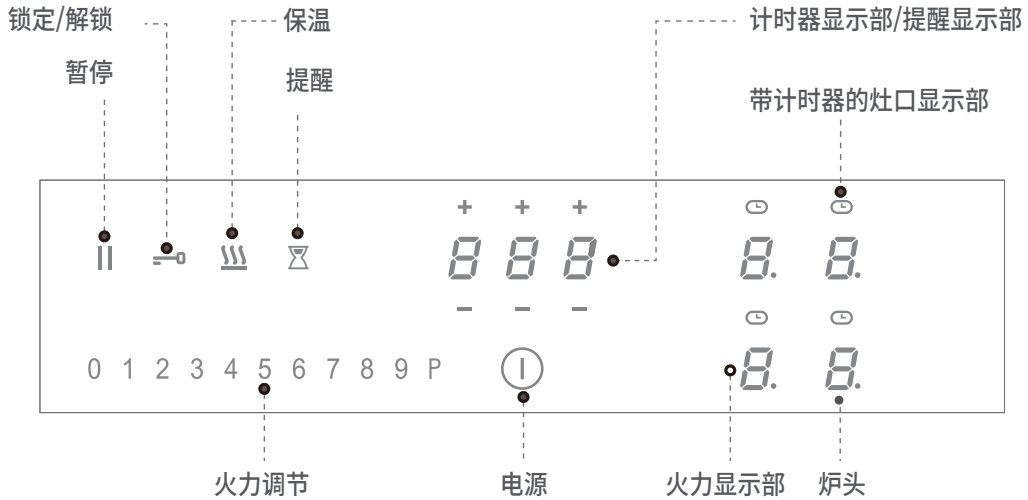 锁定/解锁
保温
计时器显示部/提醒显示部
暂停
提醒
带计时器的灶口显示部
+ + +
8 8 8 8. 8.
− − −
0 1 2 3 4 5 6 7 8 9 P
8. 8.
火力调节
电源
火力显示部
炉头